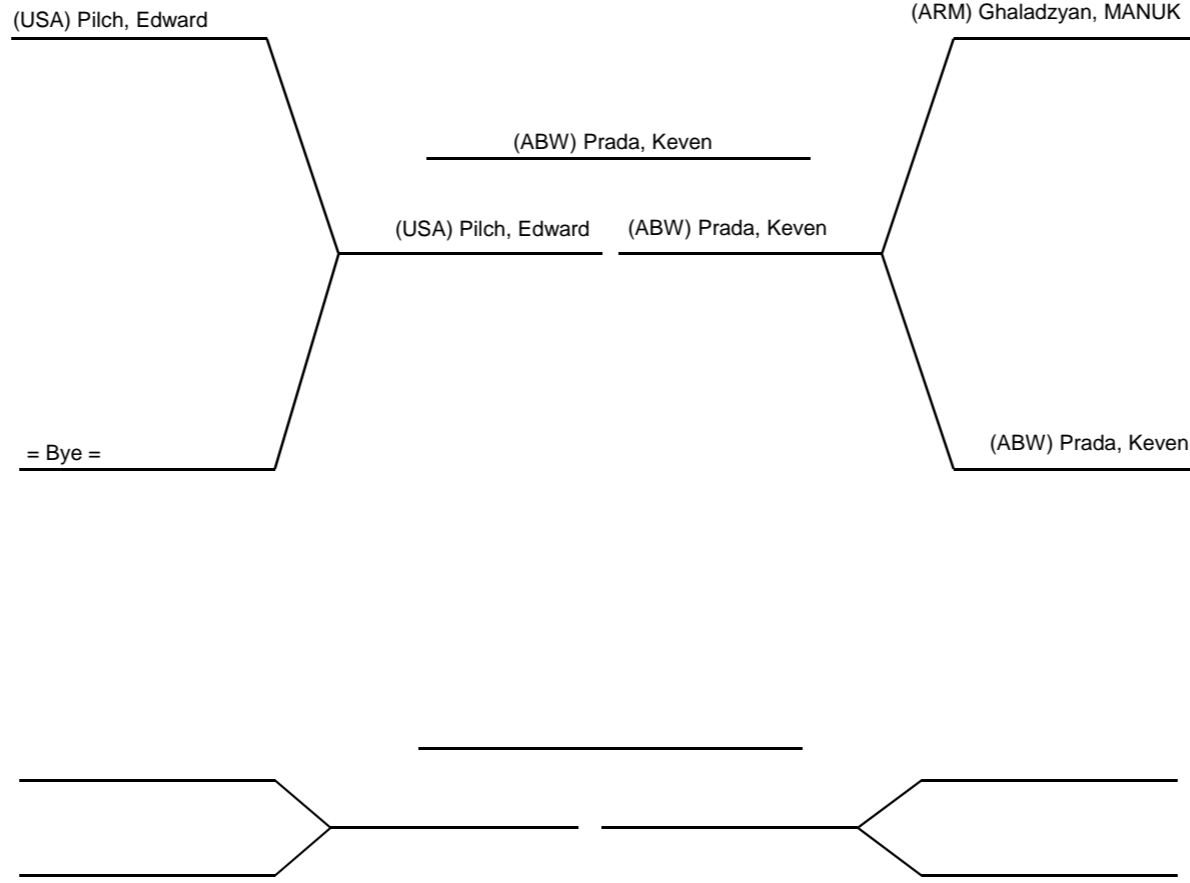 (USA) Pilch, Edward
(ARM) Ghaladzyan, MANUK
(ABW) Prada, Keven
(USA) Pilch, Edward
(ABW) Prada, Keven
= Bye =
(ABW) Prada, Keven